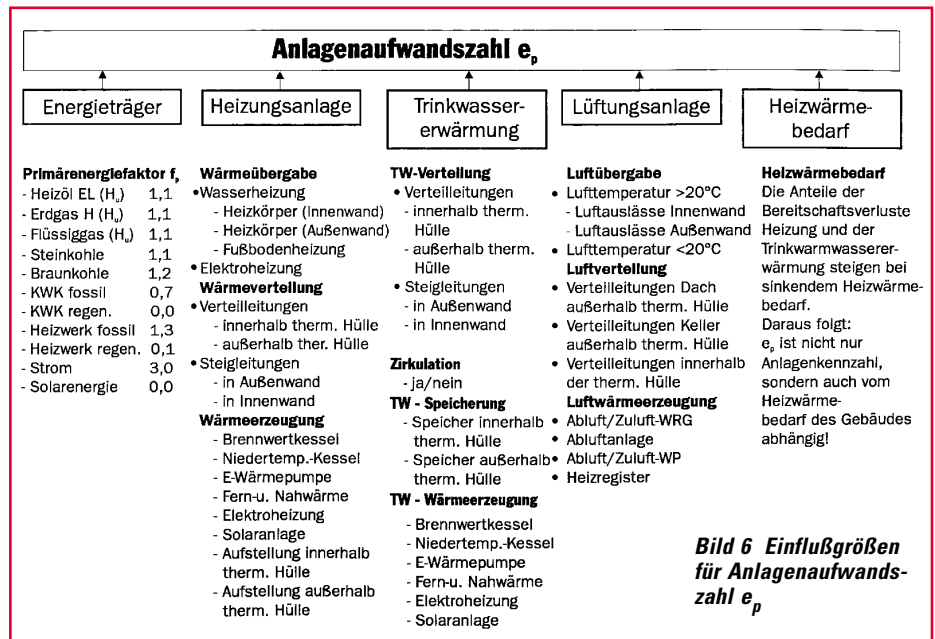 Anlagenaufwandszahl eₚ
Energieträger
Heizungsanlage
Trinkwasser-
erwärmung
Lüftungsanlage
Heizwärme-
bedarf
Primärenergiefaktor fₚ
- Heizöl EL (Hᵤ) 1,1
- Erdgas H (Hᵤ) 1,1
- Flüssiggas (Hᵤ) 1,1
- Steinkohle 1,1
- Braunkohle 1,2
- KWK fossil 0,7
- KWK regen. 0,0
- Heizwerk fossil 1,3
- Heizwerk regen. 0,1
- Strom 3,0
- Solarenergie 0,0
Wärmeübergabe
•Wasserheizung
- Heizkörper (Innenwand)
- Heizkörper (Außenwand)
- Fußbodenheizung
•Elektroheizung
Wärmeverteilung
•Verteilleitungen
- innerhalb therm. Hülle
- außerhalb ther. Hülle
•Steigleitungen
- in Außenwand
- in Innenwand
Wärmeerzeugung
- Brennwertkessel
- Niedertemp.-Kessel
- E-Wärmepumpe
- Fern-u. Nahwärme
- Elektroheizung
- Solaranlage
- Aufstellung innerhalb
therm. Hülle
- Aufstellung außerhalb
therm. Hülle
TW-Verteilung
• Verteilleitungen
- innerhalb therm.
Hülle
- außerhalb therm.
Hülle
• Steigleitungen
- in Außenwand
- in Innenwand
Zirkulation
- ja/nein
TW - Speicherung
- Speicher innerhalb
therm. Hülle
- Speicher außerhalb
therm. Hülle
TW - Wärmeerzeugung
- Brennwertkessel
- Niedertemp.-Kessel
- E-Wärmepumpe
- Fern-u. Nahwärme
- Elektroheizung
- Solaranlage
Luftübergabe
• Lufttemperatur >20°C
- Luftauslässe Innenwand
- Luftauslässe Außenwand
• Lufttemperatur <20°C
Luftverteilung
• Verteilleitungen Dach
außerhalb therm. Hülle
• Verteilleitungen Keller
außerhalb therm. Hülle
• Verteilleitungen innerhalb
der therm. Hülle
Luftwärmeerzeugung
• Abluft/Zuluft-WRG
• Abluftanlage
• Abluft/Zuluft-WP
• Heizregister
Heizwärmebedarf
Die Anteile der
Bereitschaftsverluste
Heizung und der
Trinkwarmwasserer-
wärmung steigen bei
sinkendem Heizwärme-
bedarf.
Daraus folgt:
eₚ ist nicht nur
Anlagenkennzahl,
sondern auch vom
Heizwärme-
bedarf des Gebäudes
abhängig!
Bild 6 Einflußgrößen
für Anlagenaufwands-
zahl eₚ